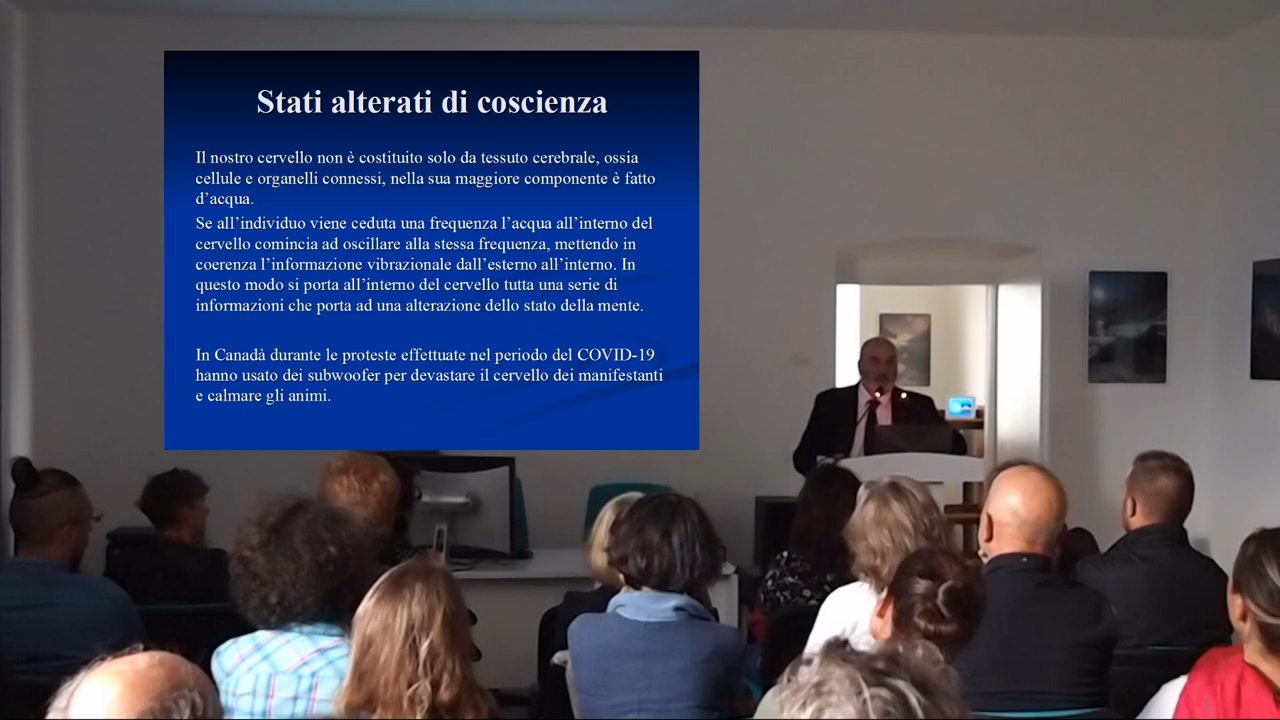 Stati alterati di coscienza
Il nostro cervello non è costituito solo da tessuto cerebrale, ossia
cellule e organelli connessi, nella sua maggiore componente è fatto
d’acqua.
Se all’individuo viene ceduta una frequenza l’acqua all’interno del
cervello comincia ad oscillare alla stessa frequenza, mettendo in
coerenza l’informazione vibrazionale dall’esterno all’interno. In
questo modo si porta all’interno del cervello tutta una serie di
informazioni che porta ad una alterazione dello stato della mente.
In Canadà durante le proteste effettuate nel periodo del COVID-19
hanno usato dei subwoofer per devastare il cervello dei manifestanti
e calmare gli animi.